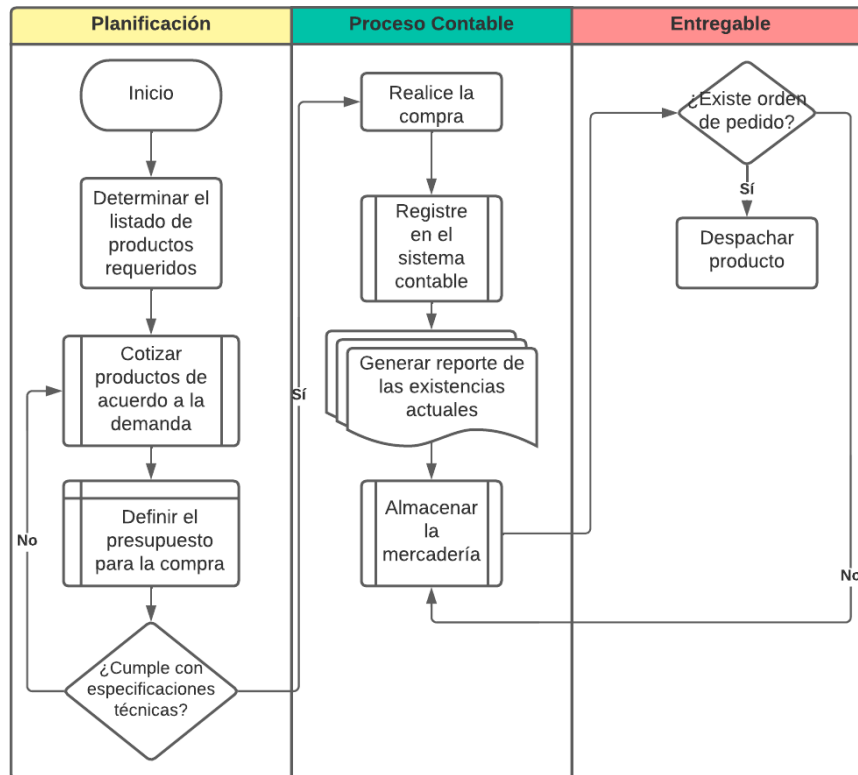 Planificación
Proceso Contable
Entregable
Inicio
Determinar el
listado de
productos
requeridos
Cotizar
productos de
acuerdo a la
demanda
Definir el
presupuesto
para la compra
No
¿Cumple con
especificaciones
técnicas?
Sí
Realice la
compra
Registre
en el
sistema
contable
Generar reporte de
las existencias
actuales
Almacenar
la
mercadería
¿Existe orden
de pedido?
Sí
Despachar
producto
No